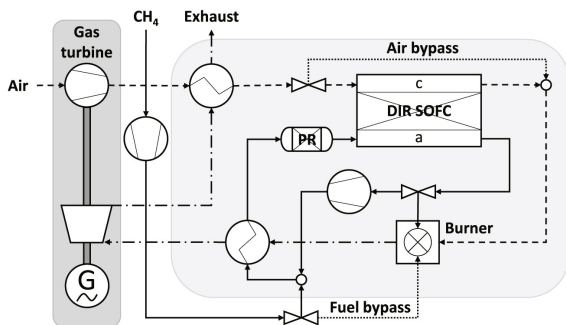 CH4
Exhaust
Gas
turbine
Air bypass
Air
c
DIR SOFC
PR
a
Burner
G
Fuel bypass